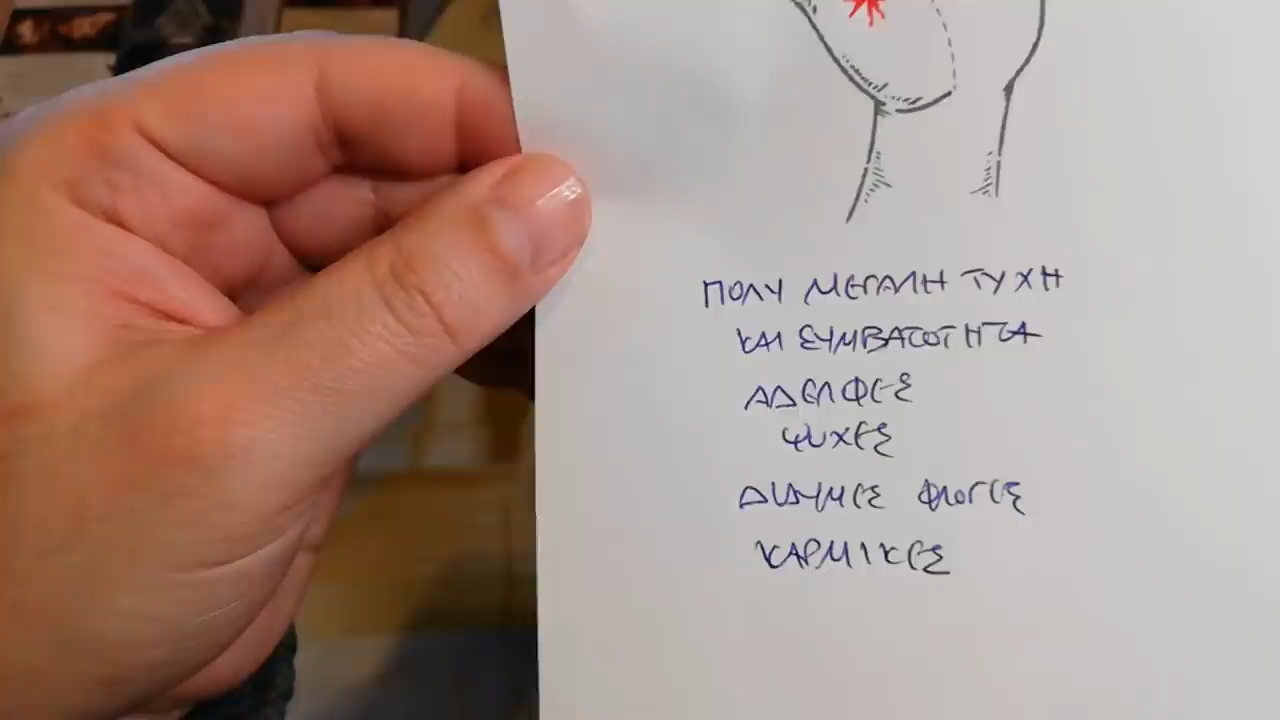 ΠΟΛΥ ΜΕΓΑΛΗ ΤΥΧΗ
ΚΑΙ ΣΥΜΒΑΤΟΤΗΤΑ
ΑΔΕΛΦΕΣ
ΨΥΧΕΣ
ΔΙΔΥΜΕΣ ΦΛΟΓΕΣ
ΚΑΡΜΙΚΕΣ